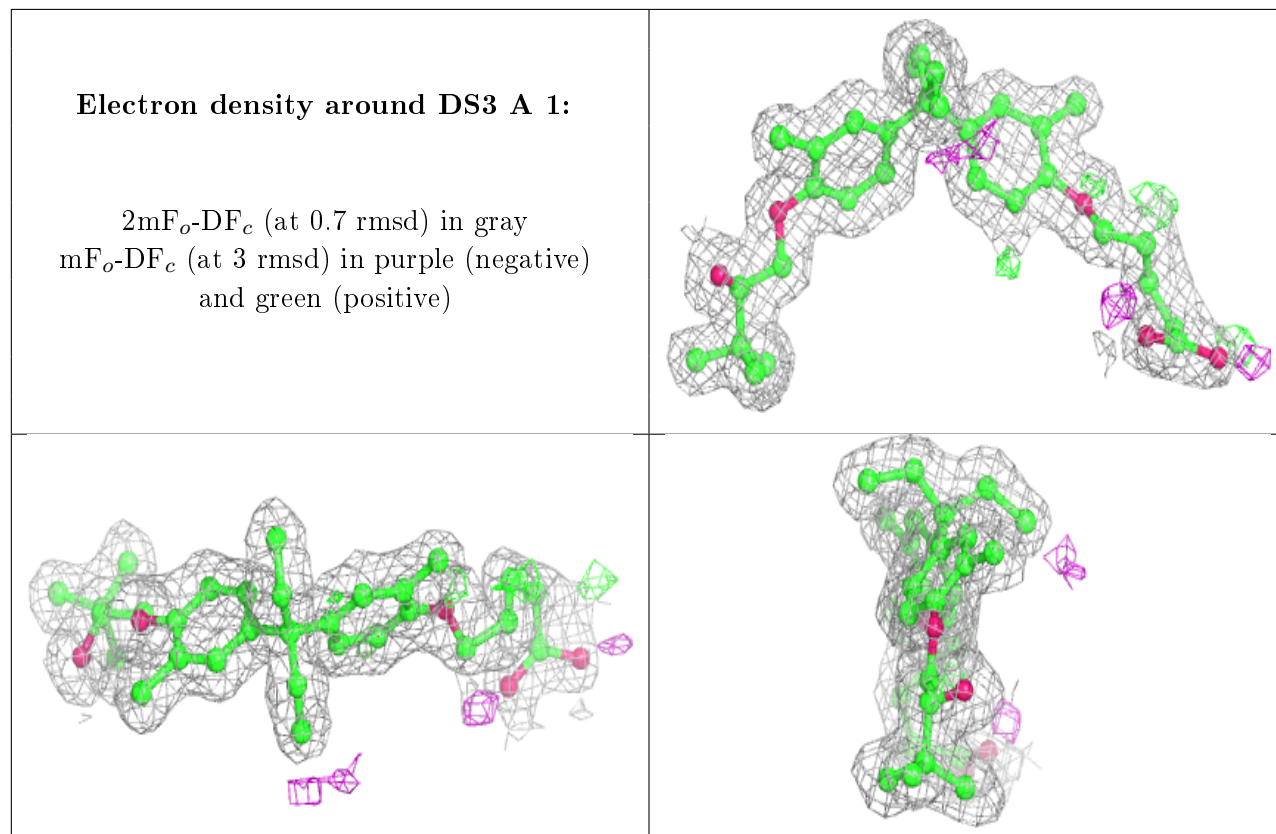 Electron density around DS3 A 1:
2mFo-DFc (at 0.7 rmsd) in gray
mFo-DFc (at 3 rmsd) in purple (negative)
and green (positive)